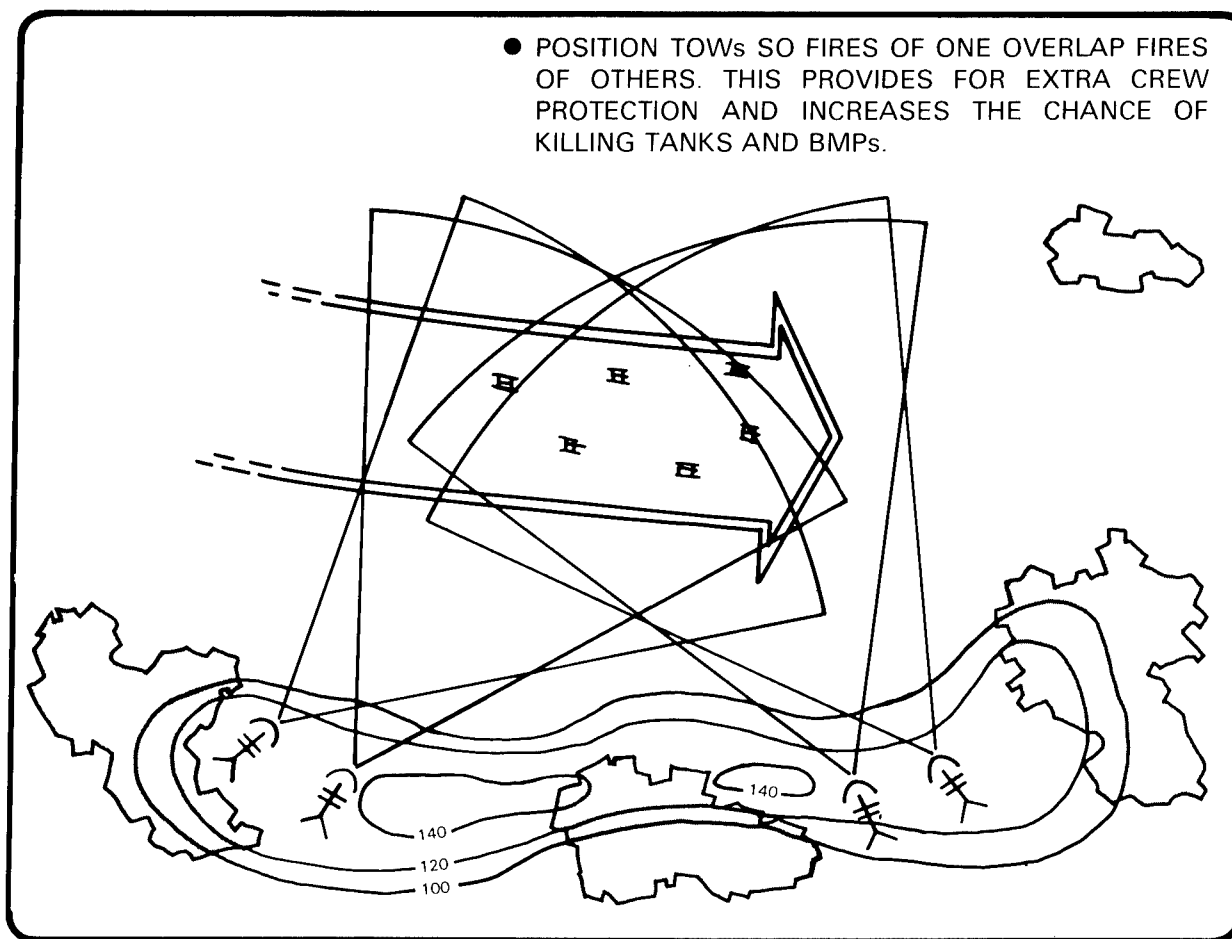 ● POSITION TOWs SO FIRES OF ONE OVERLAP FIRES
OF OTHERS. THIS PROVIDES FOR EXTRA CREW
PROTECTION AND INCREASES THE CHANCE OF
KILLING TANKS AND BMPs.
140
140
120
100